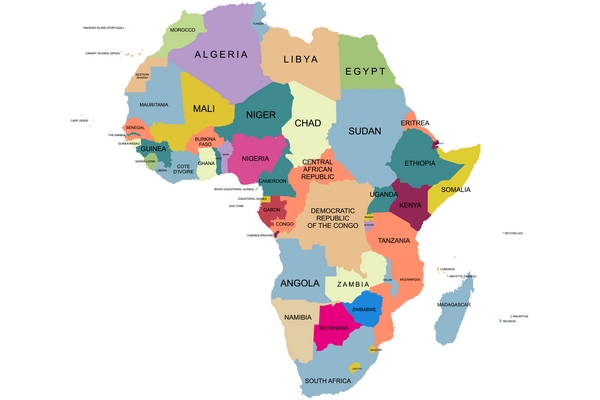 MADEIRA ISLAND (PORTUGAL)
TUNISIA
MOROCCO
CANARY ISLANDS (SPAIN)
ALGERIA
LIBYA
EGYPT
WESTERN
SAHARA
MAURITANIA
MALI
NIGER
CHAD
SUDAN
ERITREA
CAPE VERDE
SENEGAL
THE GAMBIA
GUINEA-BISSAU
GUINEA
BURKINA
FASO
SIERRA LEONE
COTE
D'IVOIRE
GHANA
NIGERIA
CENTRAL
AFRICAN
REPUBLIC
ETHIOPIA
SOMALIA
CAMEROON
BIOKO (EQUATORIAL GUINEA)
EQUATORIAL GUINEA
SAO TOME
GABON
R. CONGO
DEMOCRATIC
REPUBLIC
OF THE CONGO
UGANDA
KENYA
CABINDA (PROVINCE)
TANZANIA
SEYCHELLES
COMOROS
MAYOTTE (FRANCE)
ANGOLA
ZAMBIA
MOZAMBIQUE
MADAGASCAR
ZIMBABWE
NAMIBIA
BOTSWANA
MAURITIUS
REUNION
SOUTH AFRICA